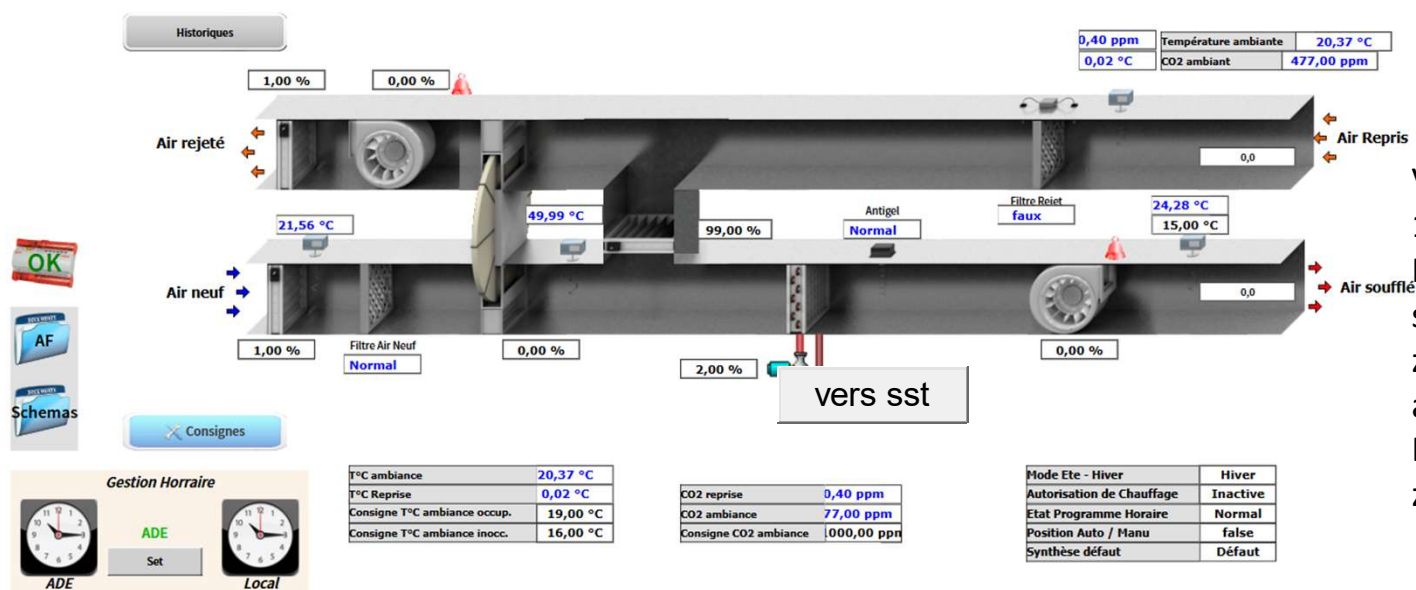 Historiques
0,40 ppm Température ambiante 20,37 °C
0,02 °C CO2 ambiant 477,00 ppm
1,00 % 0,00 %
Air rejeté
Air Repris
0,0
21,56 °C
49,99 °C
99,00 %
Antigel
Normal
Filtre Rejet
faux
24,28 °C
15,00 °C
OK
Air neuf
0,0
Air soufflé
1,00 %
Filtre Air Neuf
Normal
0,00 %
0,00 %
2,00 %
vers sst
AF
Schemas
Consignes
Gestion Horraire
ADE
Set
ADE
Local
T°C ambiance 20,37 °C
T°C Reprise 0,02 °C
Consigne T°C ambiance occup. 19,00 °C
Consigne T°C ambiance inocc. 16,00 °C
CO2 reprise 0,40 ppm
CO2 ambiance 77,00 ppm
Consigne CO2 ambiance 000,00 ppn
Mode Ete - Hiver Hiver
Autorisation de Chauffage Inactive
Etat Programme Horaire Normal
Position Auto / Manu false
Synthèse défaut Défaut